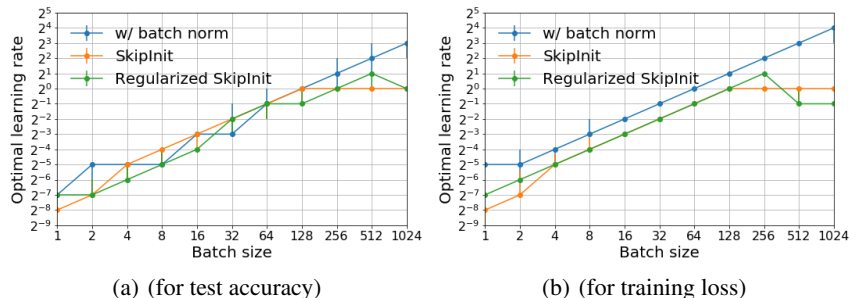 Optimal learning rate
2^5
2^4
2^3
2^2
2^1
2^0
2^−1
2^−2
2^−3
2^−4
2^−5
2^−6
2^−7
2^−8
2^−9
w/ batch norm
SkipInit
Regularized SkipInit
1 2 4 8 16 32 64 128 256 512 1024
Batch size
(a) (for test accuracy)
Optimal learning rate
2^5
2^4
2^3
2^2
2^1
2^0
2^−1
2^−2
2^−3
2^−4
2^−5
2^−6
2^−7
2^−8
2^−9
w/ batch norm
SkipInit
Regularized SkipInit
1 2 4 8 16 32 64 128 256 512 1024
Batch size
(b) (for training loss)